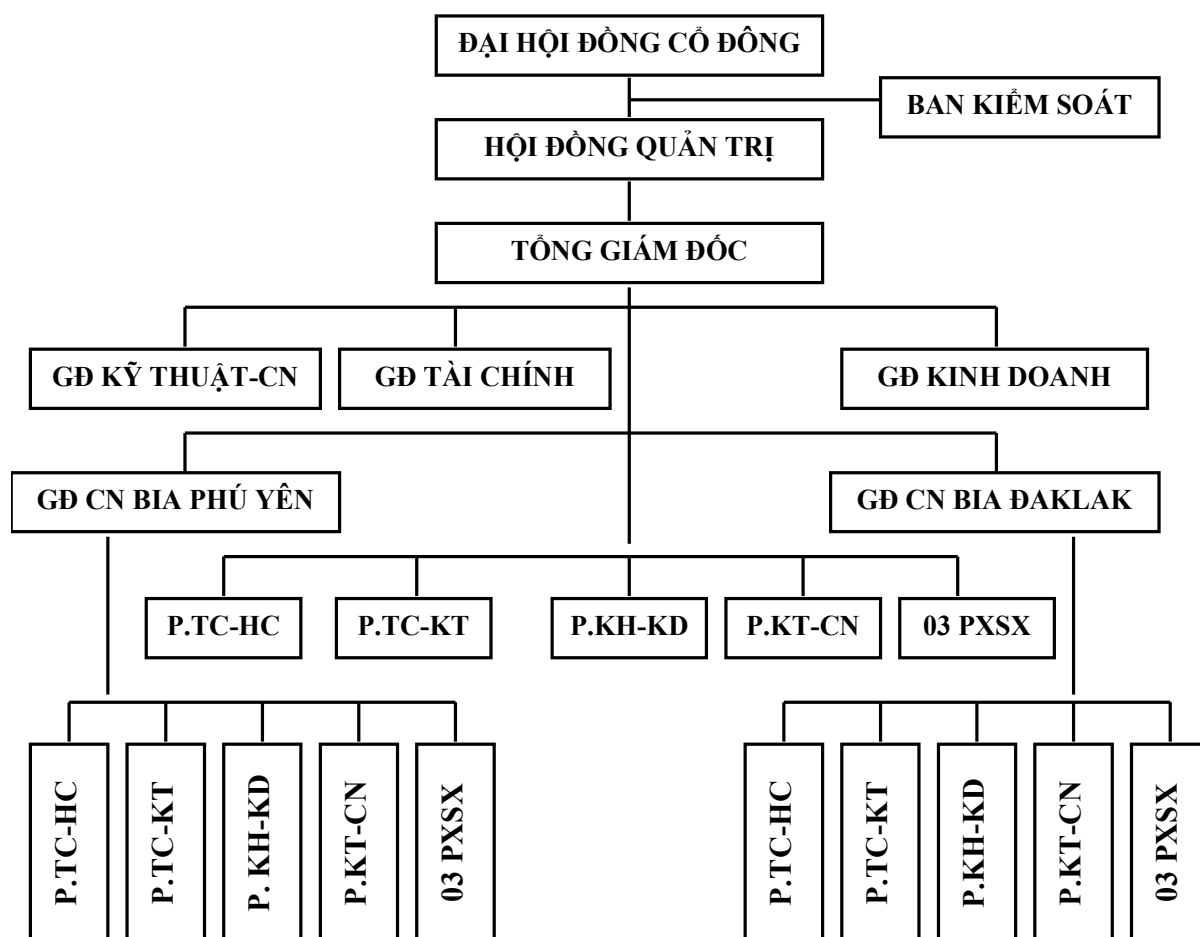 ĐẠI HỘI ĐỒNG CỔ ĐÔNG
BAN KIỂM SOÁT
HỘI ĐỒNG QUẢN TRỊ
TỔNG GIÁM ĐỐC
GĐ KỸ THUẬT-CN
GĐ TÀI CHÍNH
GĐ KINH DOANH
GĐ CN BIA PHÚ YÊN
GĐ CN BIA ĐAKLAK
P.TC-HC
P.TC-KT
P.KH-KD
P.KT-CN
03 PXSX
P.TC-HC
P.TC-KT
P. KH-KD
P.KT-CN
03 PXSX
P.TC-HC
P.TC-KT
P.KH-KD
P.KT-CN
03 PXSX